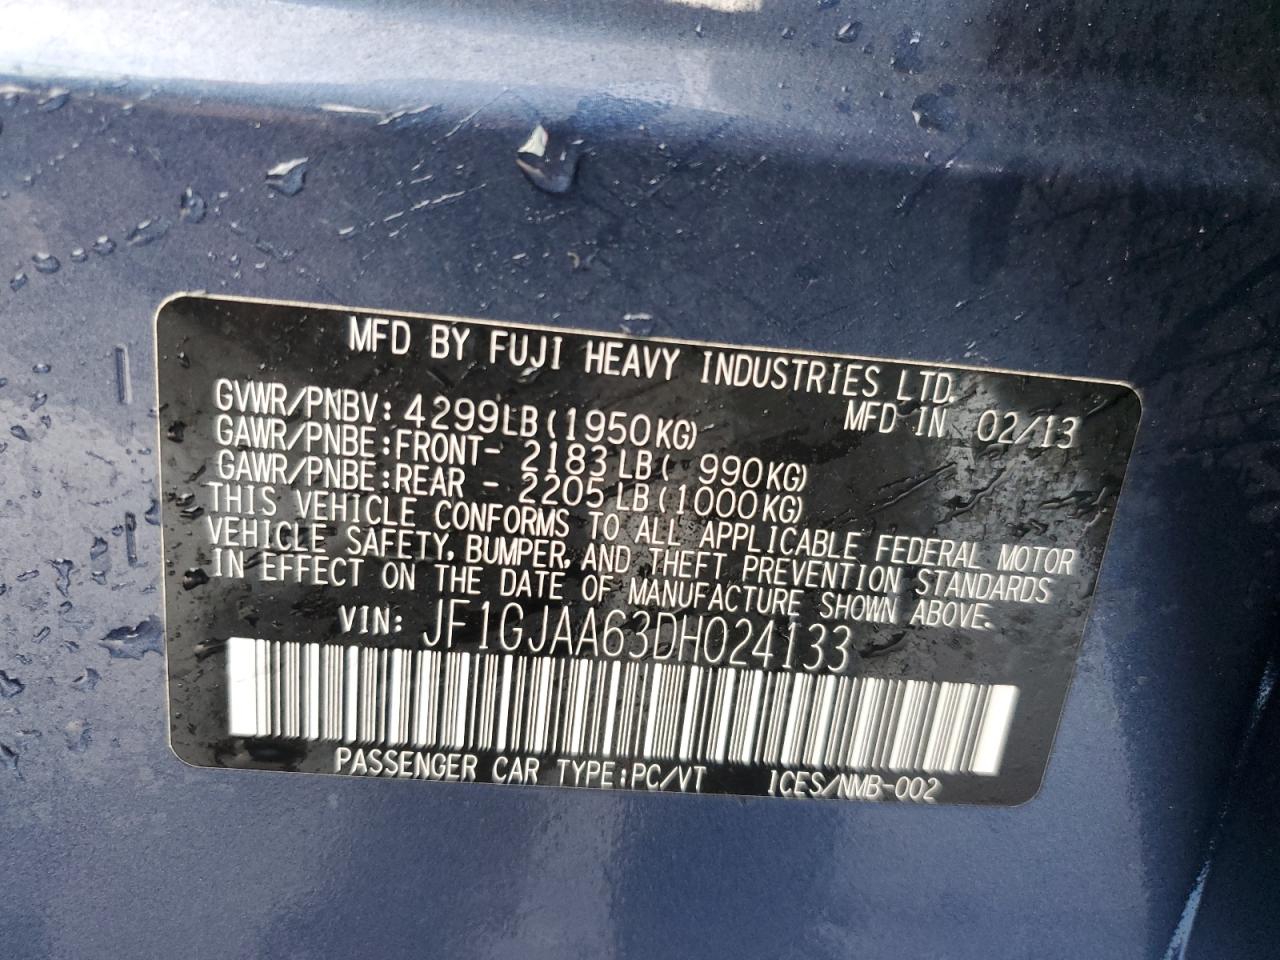 MFD BY FUJI HEAVY INDUSTRIES LTD.
GVWR/PNBV: 4299LB(1950KG) MFD IN 02/13
GAWR/PNBE:FRONT- 2183LB( 990KG)
GAWR/PNBE:REAR - 2205LB(1000KG)
THIS VEHICLE CONFORMS TO ALL APPLICABLE FEDERAL MOTOR
VEHICLE SAFETY, BUMPER, AND THEFT PREVENTION STANDARDS
IN EFFECT ON THE DATE OF MANUFACTURE SHOWN ABOVE.
VIN: JF1GJAA63DH024133
PASSENGER CAR TYPE:PC/VT ICES/NMB-002